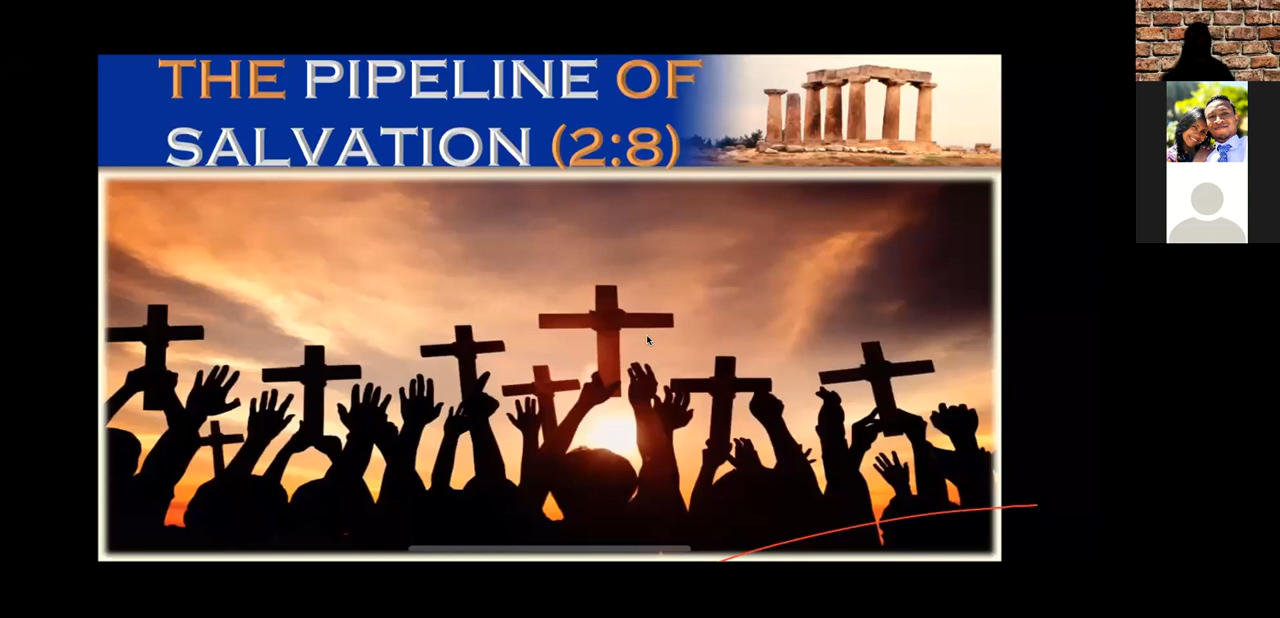 THE PIPELINE OF
SALVATION (2:8)